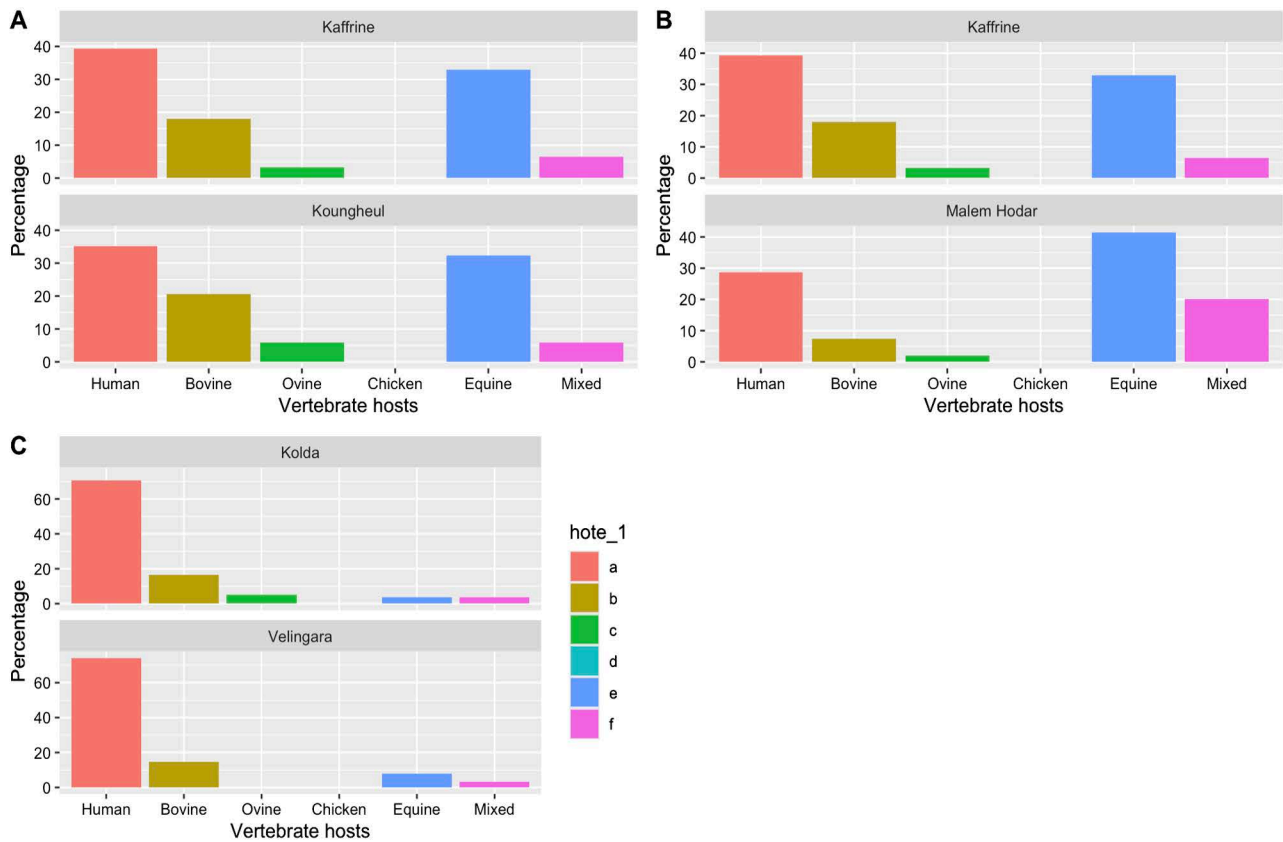 A
Kaffrine
Percentage
40
30
20
10
0
Koungheul
40
30
20
10
0
Human Bovine Ovine Chicken Equine Mixed
Vertebrate hosts
B
Kaffrine
Percentage
40
30
20
10
0
Malem Hodar
40
30
20
10
0
Human Bovine Ovine Chicken Equine Mixed
Vertebrate hosts
C
Kolda
Percentage
60
40
20
0
Velingara
Percentage
60
40
20
0
Human Bovine Ovine Chicken Equine Mixed
Vertebrate hosts
hote_1
a
b
c
d
e
f